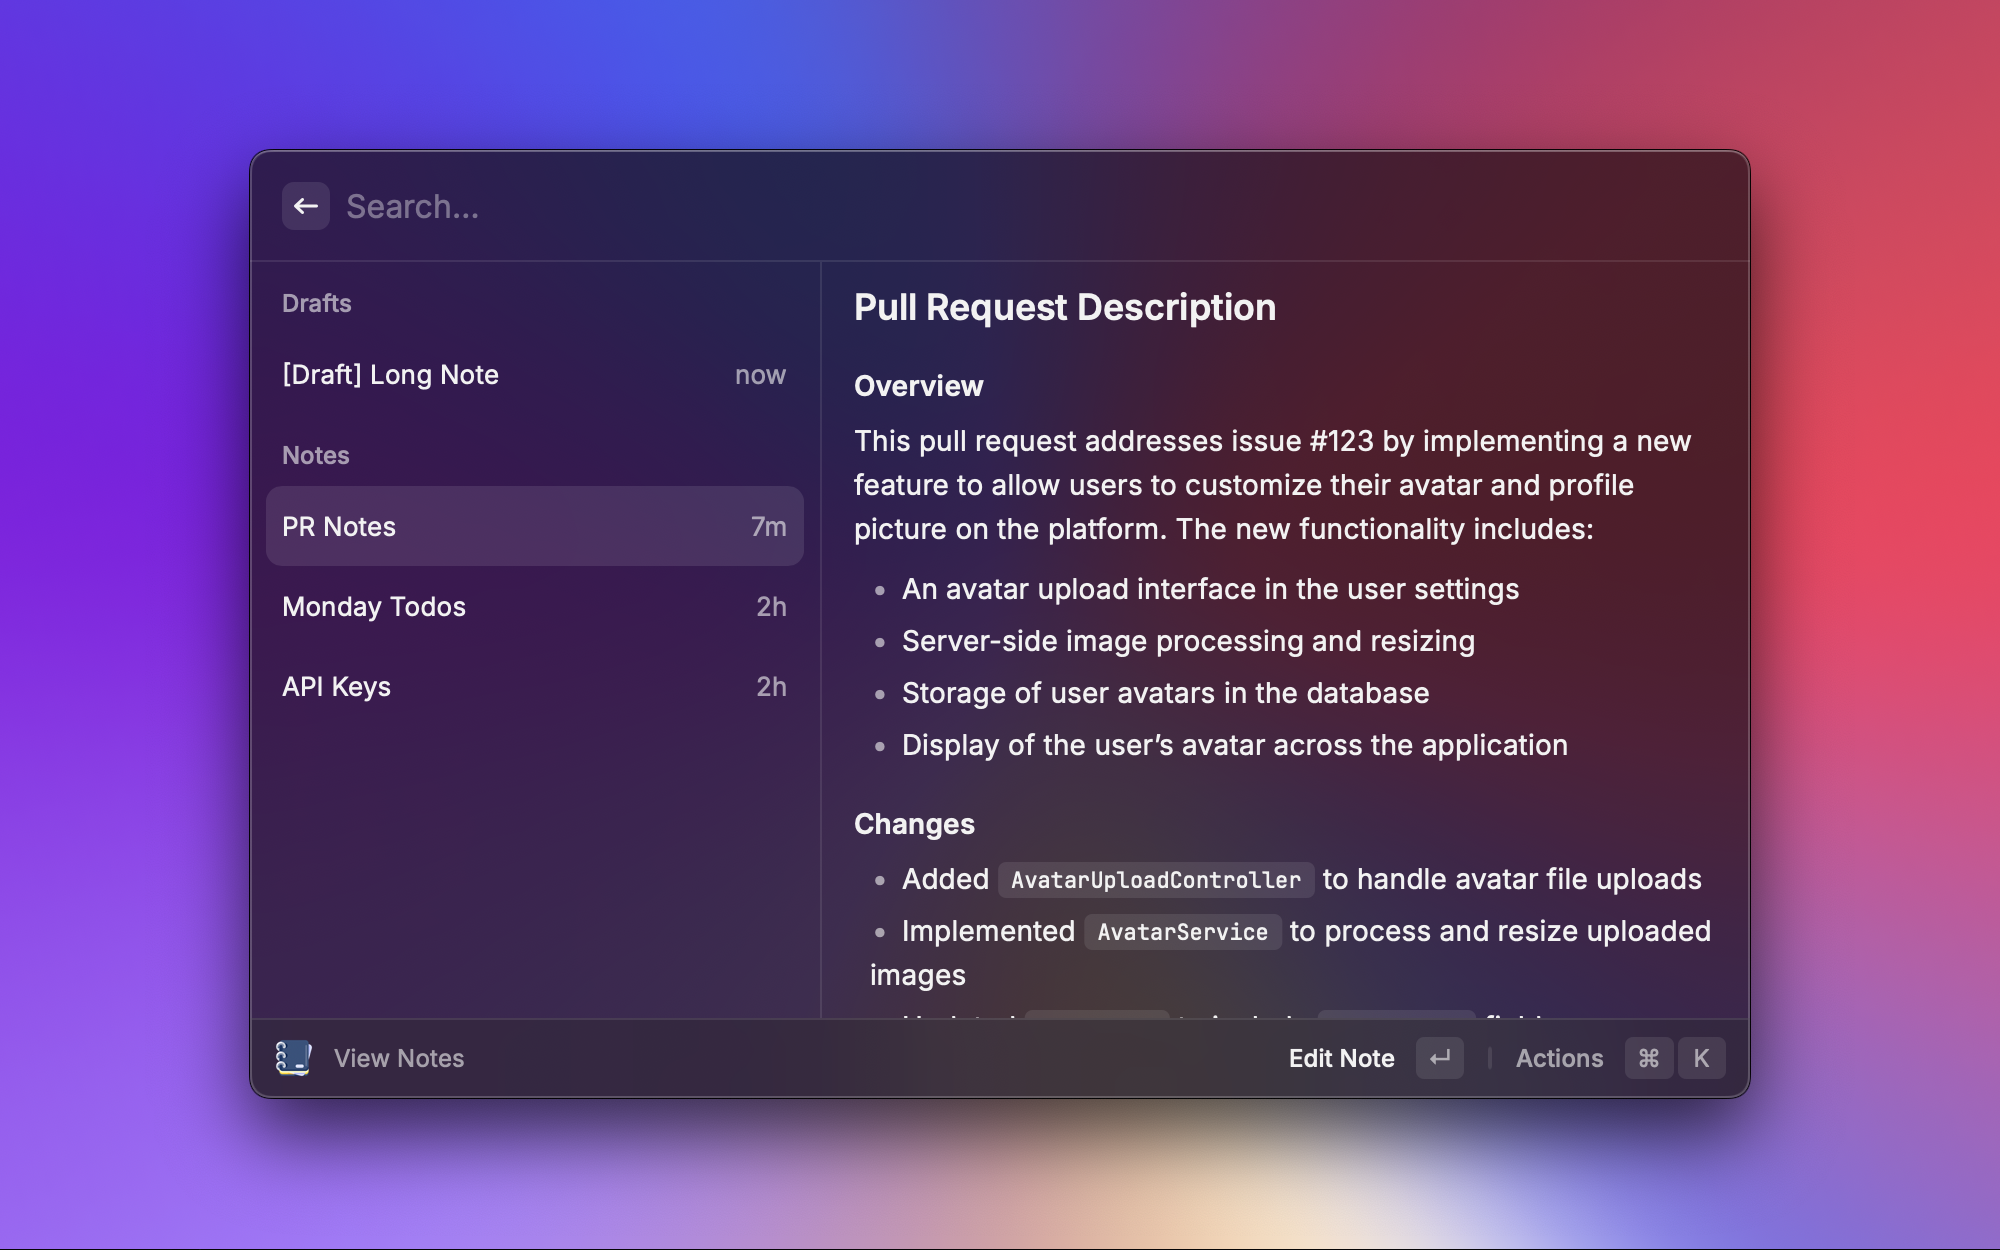 Search...
Drafts
[Draft] Long Note now
Notes
PR Notes 7m
Monday Todos 2h
API Keys 2h
Pull Request Description
Overview
This pull request addresses issue #123 by implementing a new
feature to allow users to customize their avatar and profile
picture on the platform. The new functionality includes:
• An avatar upload interface in the user settings
• Server-side image processing and resizing
• Storage of user avatars in the database
• Display of the user’s avatar across the application
Changes
• Added AvatarUploadController to handle avatar file uploads
• Implemented AvatarService to process and resize uploaded
images
View Notes
Edit Note ↵ | Actions ⌘ K